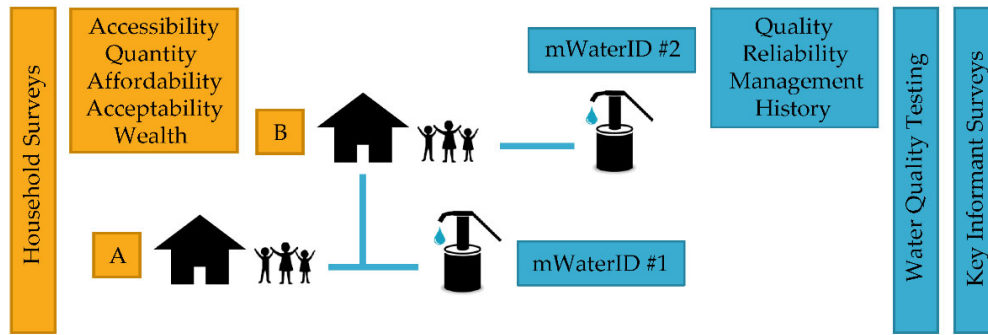 Household Surveys
Accessibility
Quantity
Affordability
Acceptability
Wealth
B
A
mWaterID #2
mWaterID #1
Quality
Reliability
Management
History
Water Quality Testing
Key Informant Surveys